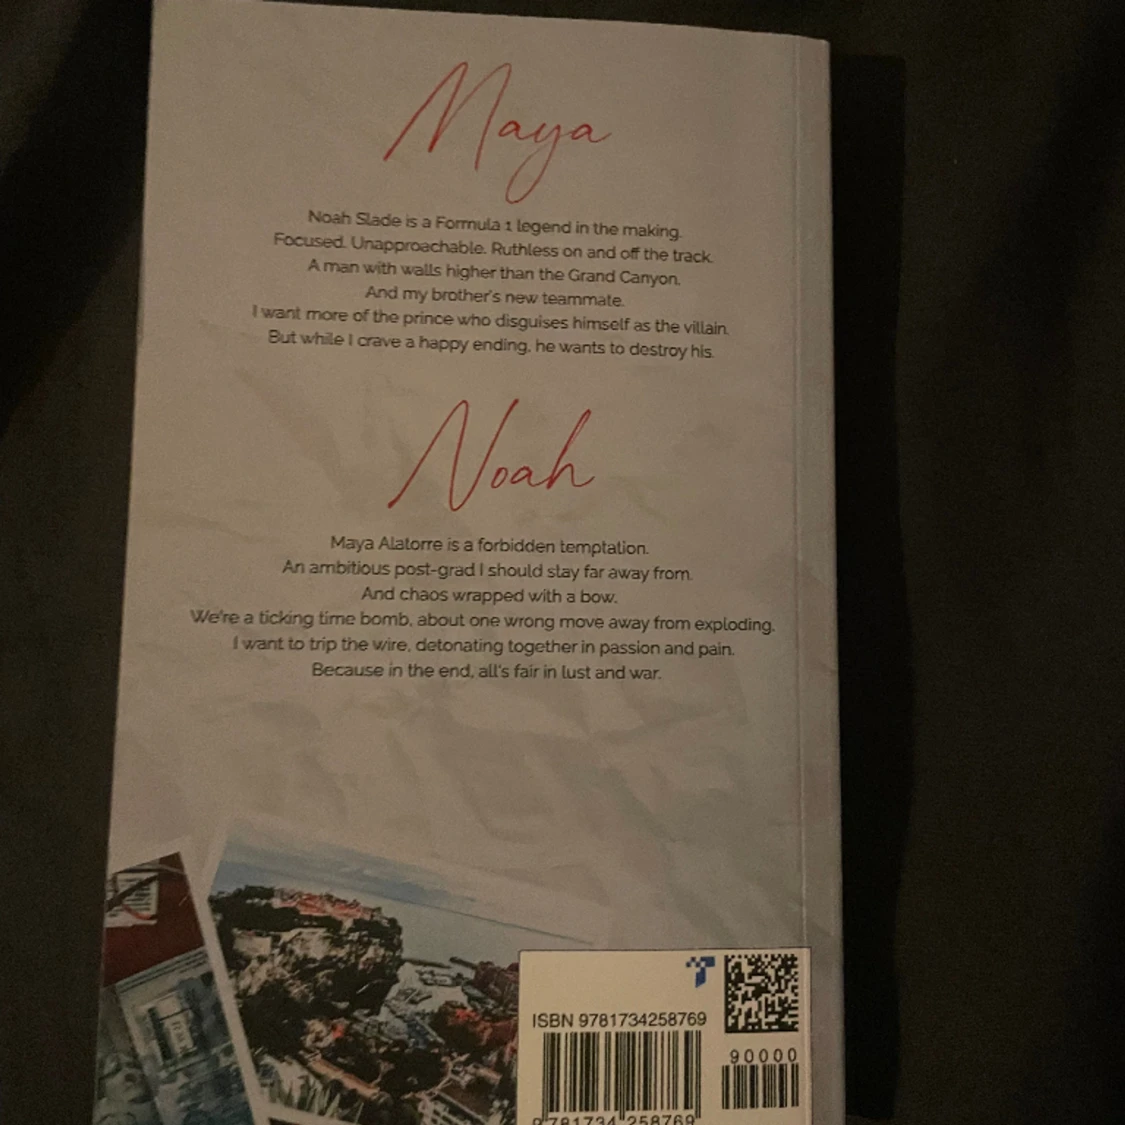 Maya
Noah Slade is a Formula 1 legend in the making.
Focused. Unapproachable. Ruthless on and off the track.
A man with walls higher than the Grand Canyon.
And my brother's new teammate.
I want more of the prince who disguises himself as the villain.
But while I crave a happy ending, he wants to destroy his.
Noah
Maya Alatorre is a forbidden temptation.
An ambitious post-grad I should stay far away from.
And chaos wrapped with a bow.
We're a ticking time bomb, about one wrong move away from exploding.
I want to trip the wire, detonating together in passion and pain.
Because in the end, all's fair in lust and war.
ISBN 9781734258769
90000
9 781734 258769